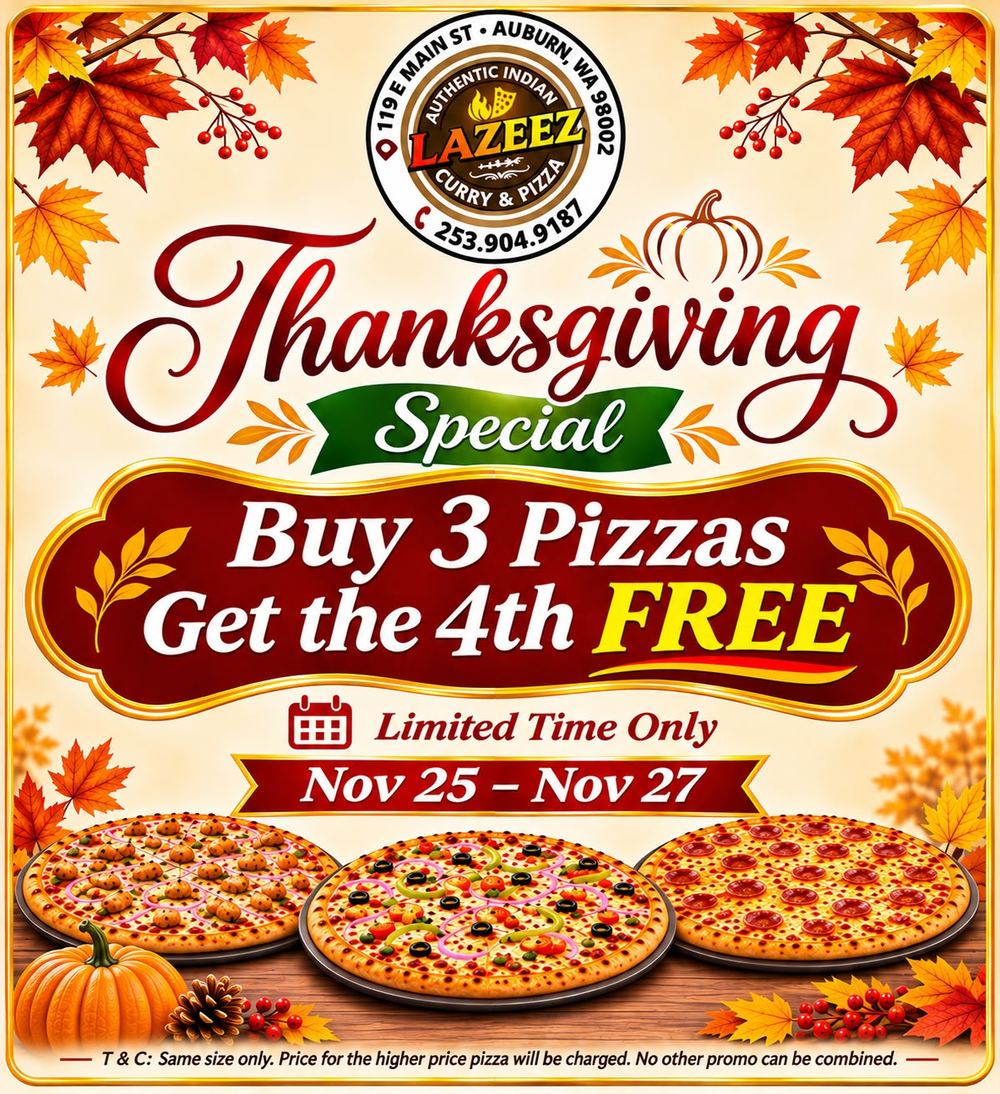 119 E MAIN ST • AUBURN, WA 98002
AUTHENTIC INDIAN
LAZEEZ
CURRY & PIZZA
253.904.9187
Thanksgiving
Special
Buy 3 Pizzas
Get the 4th FREE
Limited Time Only
Nov 25 – Nov 27
T & C: Same size only. Price for the higher price pizza will be charged. No other promo can be combined.